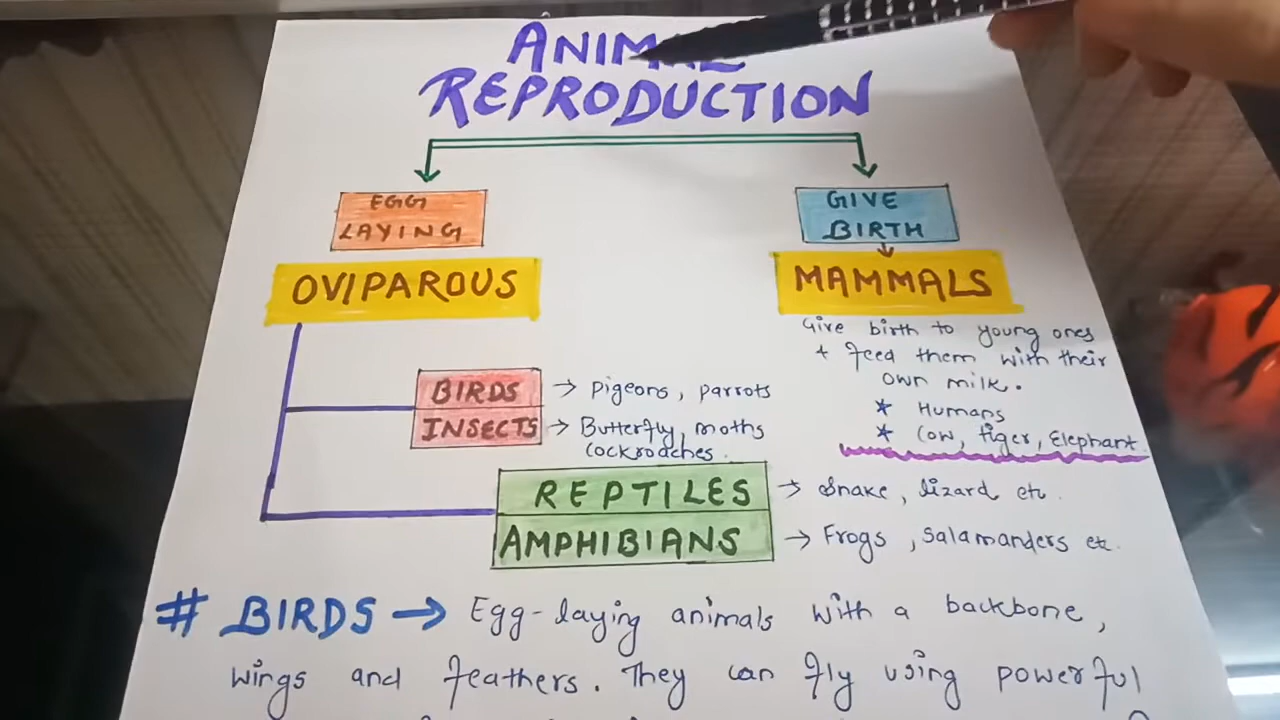 ANIMAL
REPRODUCTION
EGG
LAYING
OVIPAROUS
GIVE
BIRTH
MAMMALS
Give birth to young ones
+ feed them with their
own milk.
* Humans
* Cow, tiger, Elephant
BIRDS → pigeons, parrots
INSECTS → Butterfly, moths
cockroaches.
REPTILES → Snake, lizard etc.
AMPHIBIANS → Frogs, salamanders etc.
# BIRDS → Egg-laying animals with a backbone,
wings and feathers. They can fly using powerful